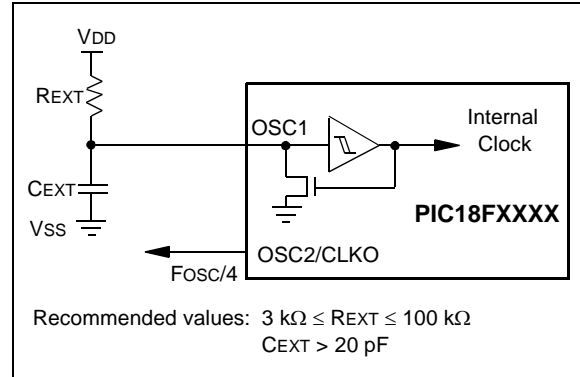 VDD
REXT
OSC1
Internal
Clock
CEXT
PIC18FXXXX
VSS
OSC2/CLKO
FOSC/4
Recommended values: 3 kΩ ≤ REXT ≤ 100 kΩ
CEXT > 20 pF